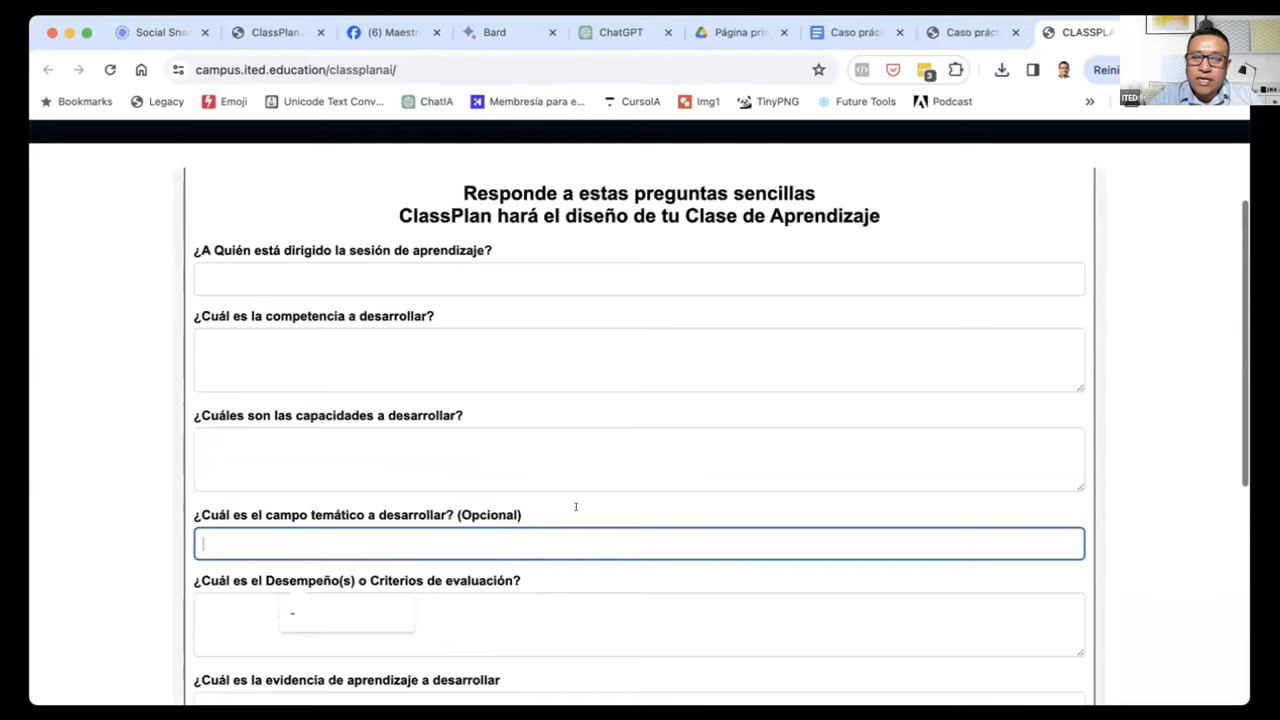 Social Sno
ClassPlan.
(6) Maestr
Bard
ChatGPT
Página prin
Caso prác
Caso práct
CLASSPLA
campus.ited.education/classplanai/
3
Reini
Bookmarks
Legacy
Emoji
Unicode Text Conv...
ChatIA
Membresía para e...
CursoIA
Img1
TinyPNG
Future Tools
Podcast
»
ITED
Responde a estas preguntas sencillas
ClassPlan hará el diseño de tu Clase de Aprendizaje
¿A Quién está dirigido la sesión de aprendizaje?
¿Cuál es la competencia a desarrollar?
¿Cuáles son las capacidades a desarrollar?
¿Cuál es el campo temático a desarrollar? (Opcional)
¿Cuál es el Desempeño(s) o Criterios de evaluación?
-
¿Cuál es la evidencia de aprendizaje a desarrollar